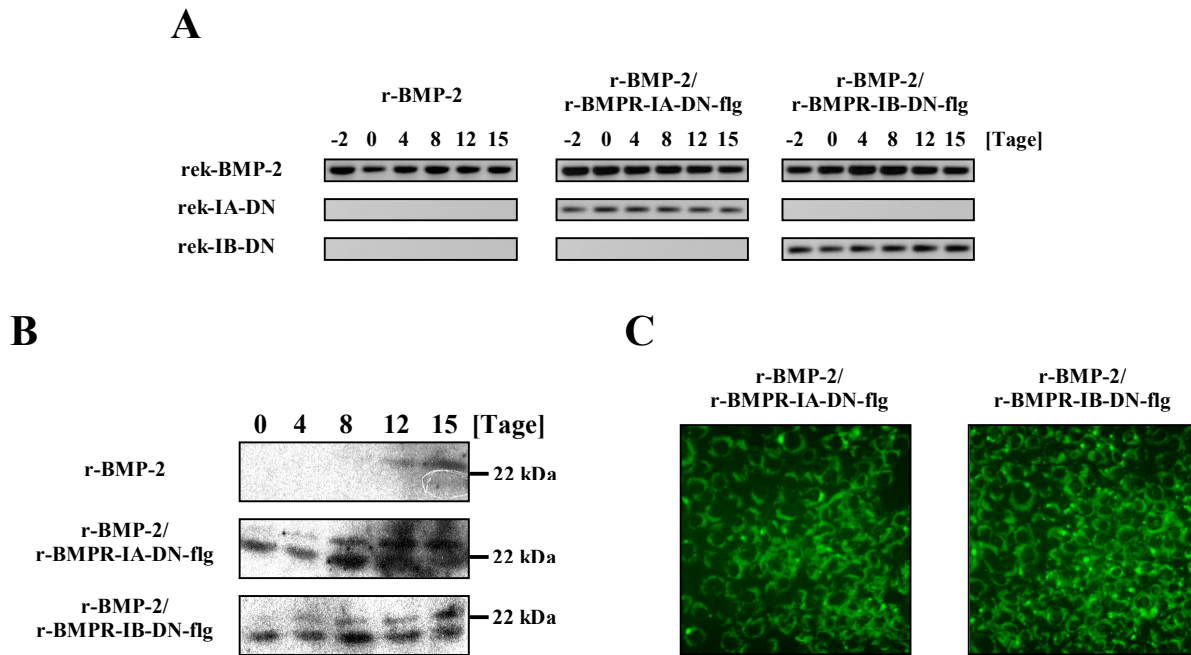 A
r-BMP-2
r-BMP-2/
r-BMPR-IA-DN-flg
r-BMP-2/
r-BMPR-IB-DN-flg
-2 0 4 8 12 15
-2 0 4 8 12 15
-2 0 4 8 12 15 [Tage]
rek-BMP-2
rek-IA-DN
rek-IB-DN
B
0 4 8 12 15 [Tage]
r-BMP-2
22 kDa
r-BMP-2/
r-BMPR-IA-DN-flg
22 kDa
r-BMP-2/
r-BMPR-IB-DN-flg
22 kDa
C
r-BMP-2/
r-BMPR-IA-DN-flg
r-BMP-2/
r-BMPR-IB-DN-flg